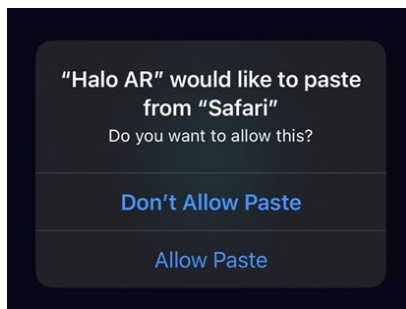 “Halo AR” would like to paste
from “Safari”
Do you want to allow this?
Don’t Allow Paste
Allow Paste